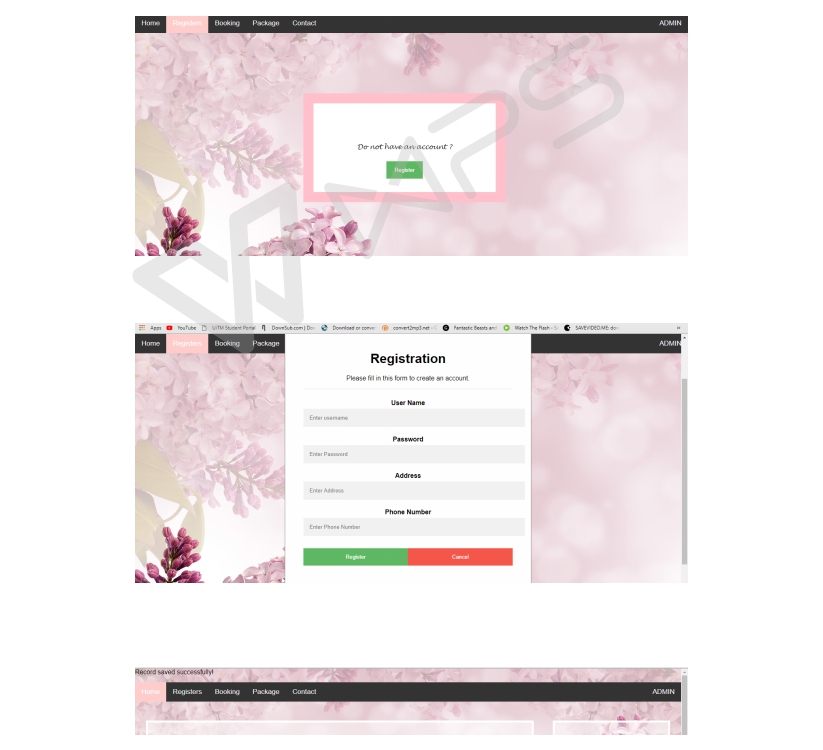 Home Registers Booking Package Contact ADMIN
Do not have an account ?
Register
WAPS
Apps YouTube UiTM Student Portal DownSub.com | Do Download or conver convert2mp3.net Fantastic Beasts and Watch The Flash - S SAVEVIDEO.ME: do
Home Registers Booking Package ADMIN
Registration
Please fill in this form to create an account.
User Name
Enter username
Password
Enter Password
Address
Enter Address
Phone Number
Enter Phone Number
Register Cancel
Record saved successfully!
Home Registers Booking Package Contact ADMIN